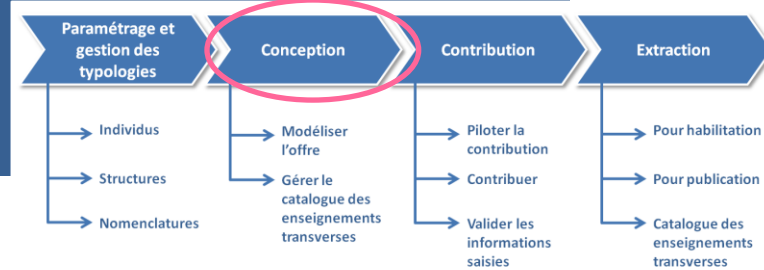 Paramétrage et
gestion des
typologies
Conception
Contribution
Extraction
Individus
Structures
Nomenclatures
Modéliser
l'offre
Gérer le
catalogue des
enseignements
transverses
Piloter la
contribution
Contribuer
Valider les
informations
saisies
Pour habilitation
Pour publication
Catalogue des
enseignements
transverses